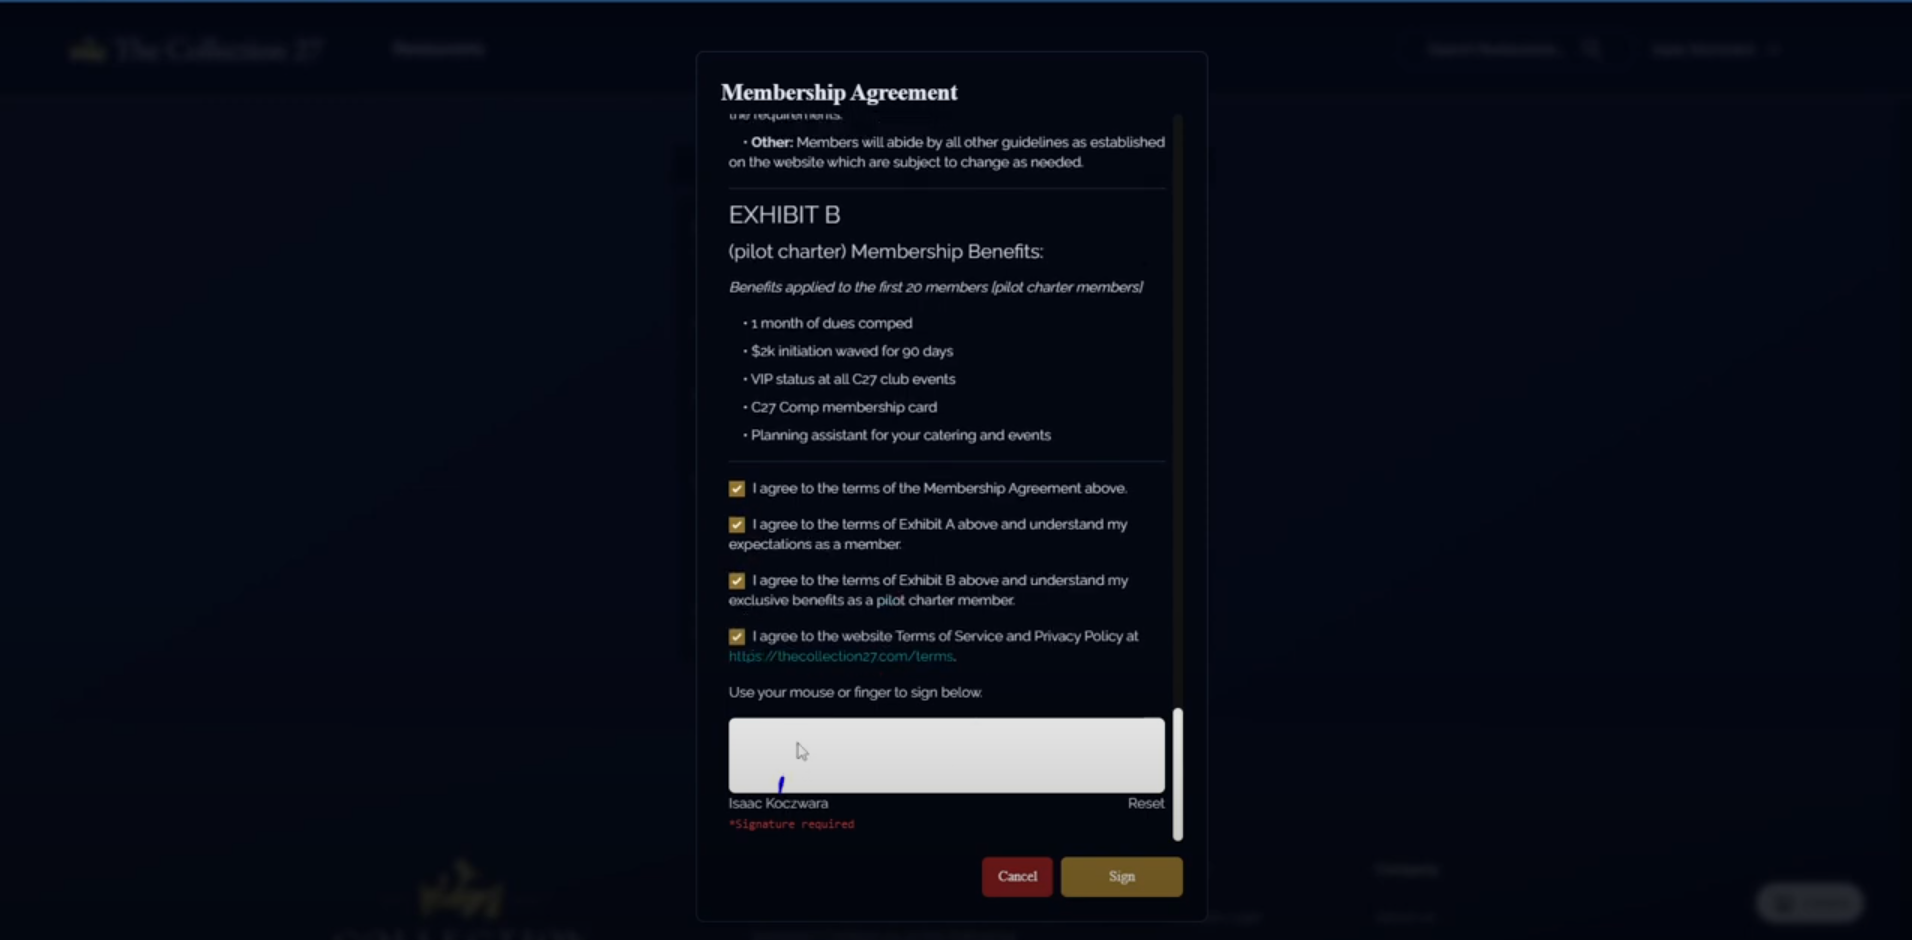 The Collection 27
Restaurants
Membership Agreement
the requirements.
• Other: Members will abide by all other guidelines as established
on the website which are subject to change as needed.
EXHIBIT B
(pilot charter) Membership Benefits:
Benefits applied to the first 20 members [pilot charter members]
• 1 month of dues comped
• $2k initiation waved for 90 days
• VIP status at all C27 club events
• C27 Comp membership card
• Planning assistant for your catering and events
I agree to the terms of the Membership Agreement above.
I agree to the terms of Exhibit A above and understand my
expectations as a member.
I agree to the terms of Exhibit B above and understand my
exclusive benefits as a pilot charter member.
I agree to the website Terms of Service and Privacy Policy at
https://thecollection27.com/terms.
Use your mouse or finger to sign below.
Isaac Koczwara
Reset
*Signature required
Cancel
Sign